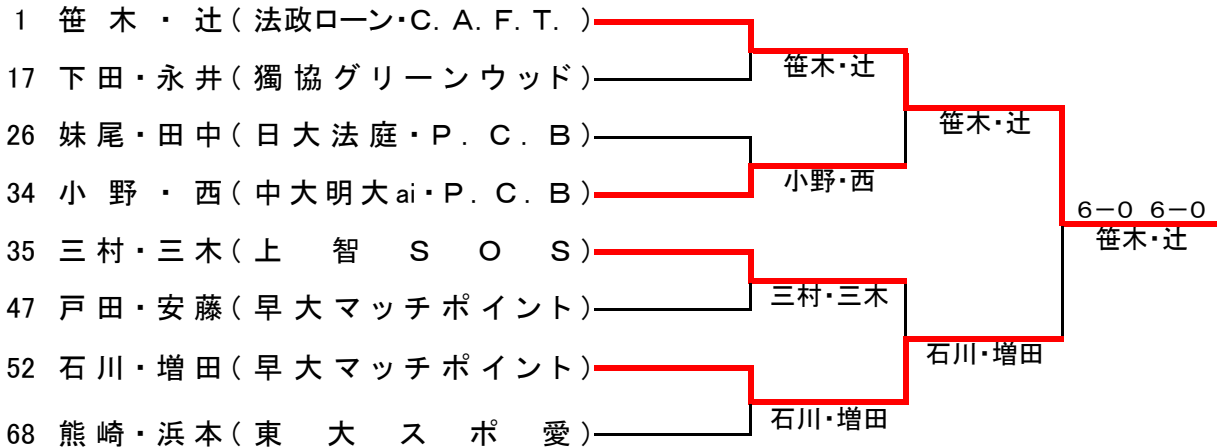 1 笹木・辻(法政ローン・C.A.F.T.)
17 下田・永井(獨協グリーンウッド)
笹木・辻
26 妹尾・田中(日大法庭・P.C.B)
笹木・辻
34 小野・西(中大明大ai・P.C.B)
小野・西
6-0 6-0
笹木・辻
35 三村・三木(上智SOS)
47 戸田・安藤(早大マッチポイント)
三村・三木
52 石川・増田(早大マッチポイント)
石川・増田
68 熊崎・浜本(東大スポ愛)
石川・増田